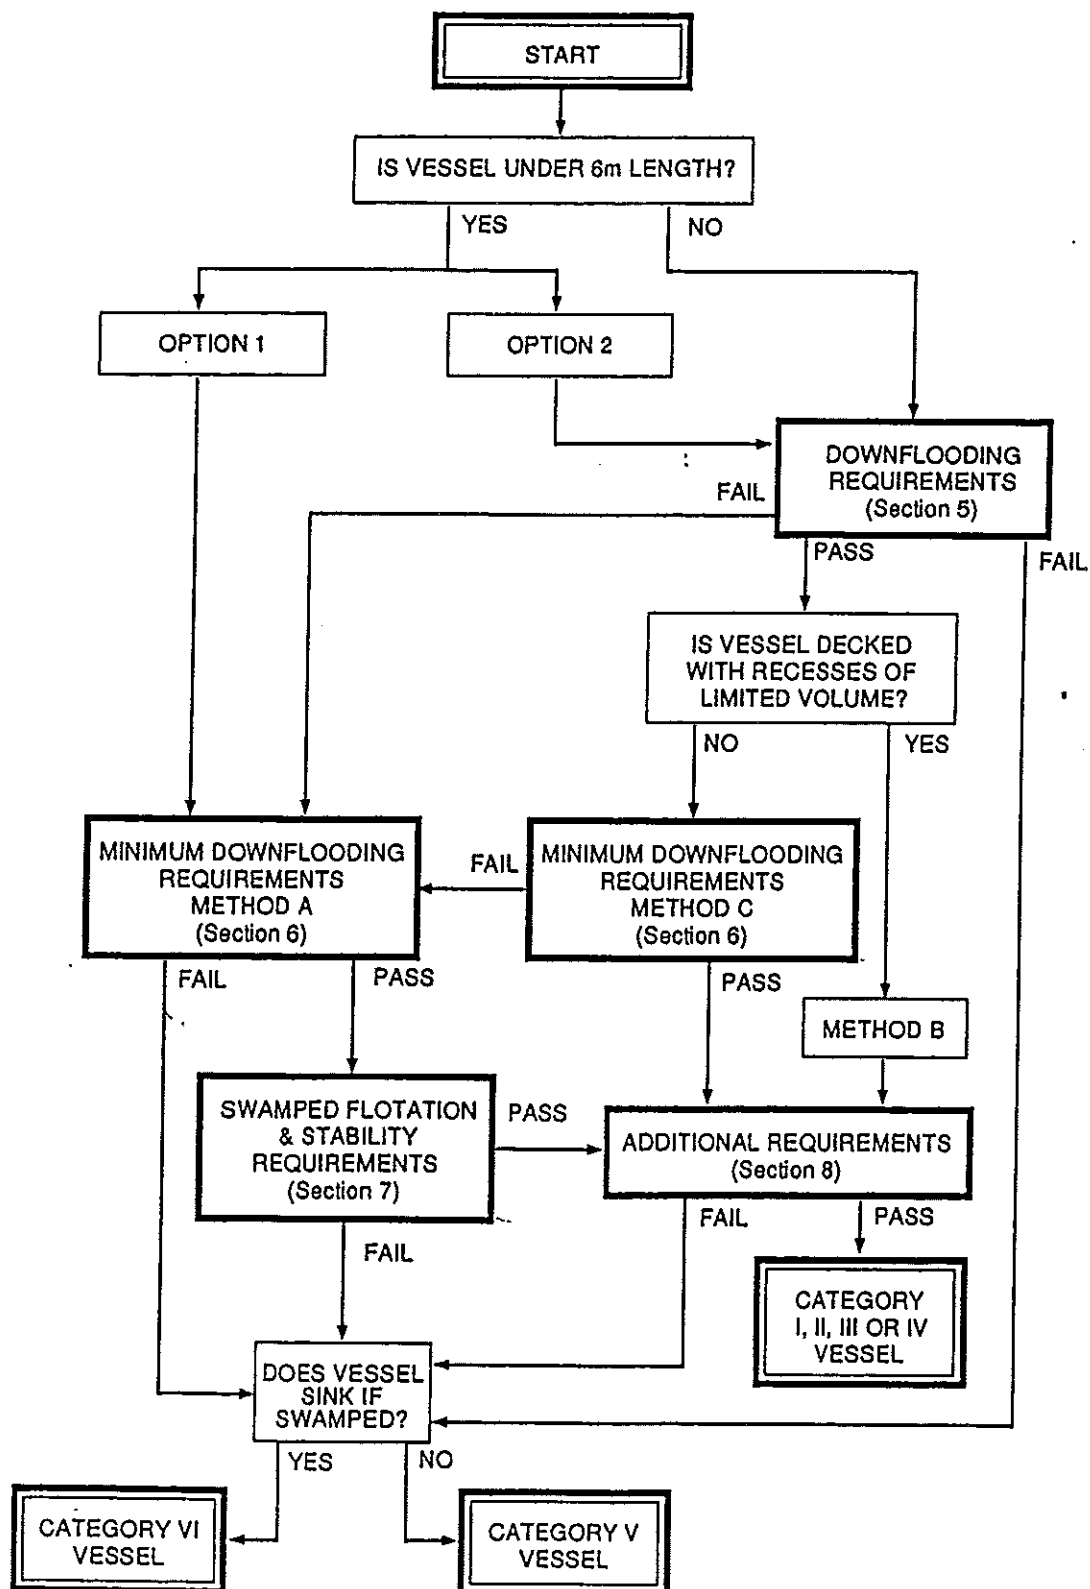 START
IS VESSEL UNDER 6m LENGTH?
YES
NO
OPTION 1
OPTION 2
DOWNFLOODING
REQUIREMENTS
(Section 5)
FAIL
PASS
FAIL
IS VESSEL DECKED
WITH RECESSES OF
LIMITED VOLUME?
NO
YES
MINIMUM DOWNFLOODING
REQUIREMENTS
METHOD A
(Section 6)
FAIL
MINIMUM DOWNFLOODING
REQUIREMENTS
METHOD C
(Section 6)
FAIL
PASS
PASS
METHOD B
SWAMPED FLOTATION
& STABILITY
REQUIREMENTS
(Section 7)
PASS
ADDITIONAL REQUIREMENTS
(Section 8)
FAIL
FAIL
PASS
CATEGORY
I, II, III OR IV
VESSEL
DOES VESSEL
SINK IF
SWAMPED?
YES
NO
CATEGORY VI
VESSEL
CATEGORY V
VESSEL